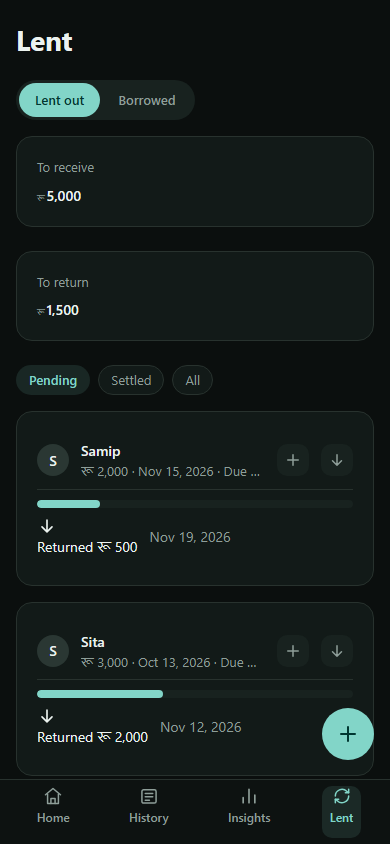 Lent
Lent out
Borrowed
To receive
रू5,000
To return
रू1,500
Pending
Settled
All
S
Samip
रू 2,000 · Nov 15, 2026 · Due ...
Returned रू 500
Nov 19, 2026
S
Sita
रू 3,000 · Oct 13, 2026 · Due ...
Returned रू 2,000
Nov 12, 2026
Home
History
Insights
Lent